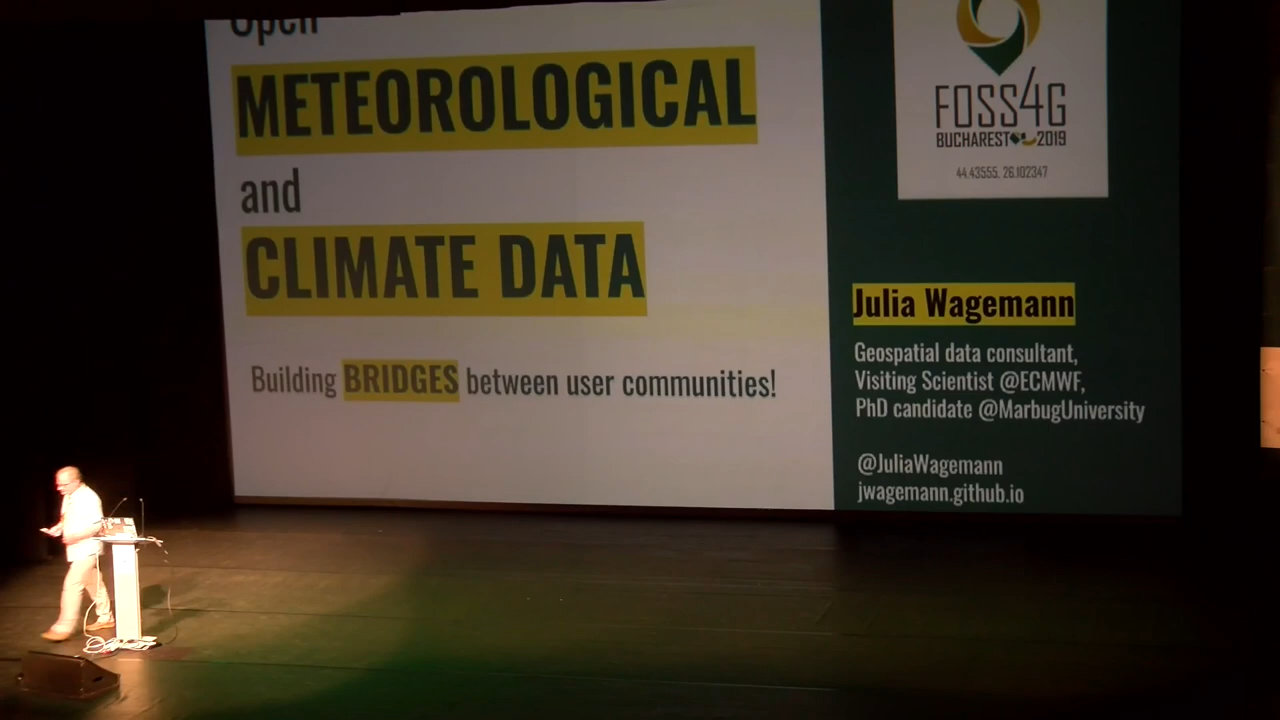 Open
METEOROLOGICAL
and
CLIMATE DATA
Building BRIDGES between user communities!
FOSS4G
BUCHAREST 2019
44.43555, 26.102347
Julia Wagemann
Geospatial data consultant,
Visiting Scientist @ECMWF,
PhD candidate @MarbugUniversity
@JuliaWagemann
jwagemann.github.io